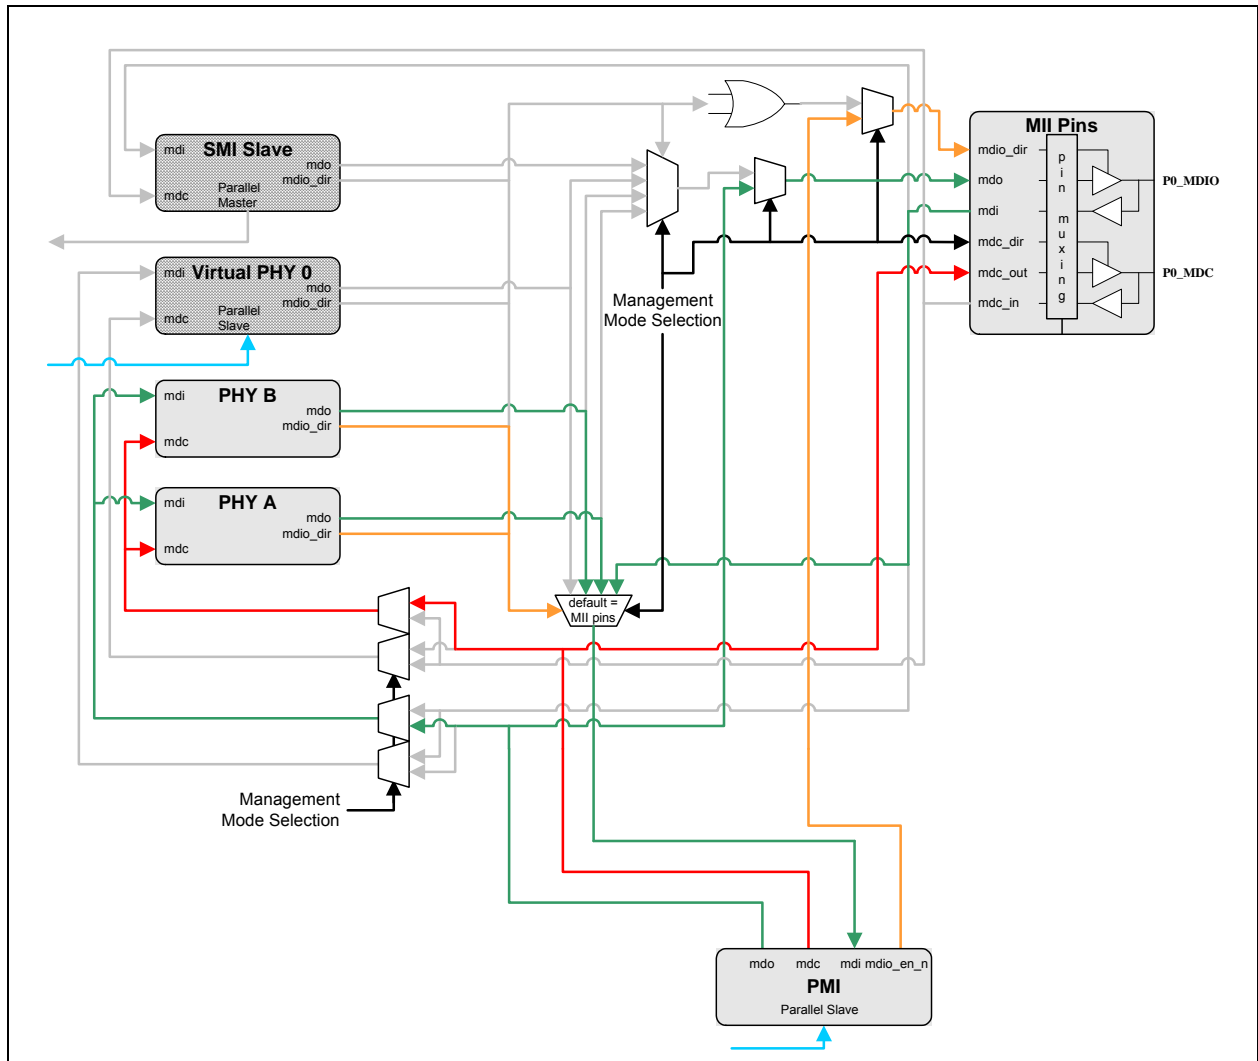 SMI Slave
mdi
mdo
mdio_dir
mdc
Parallel
Master
Virtual PHY 0
mdi
mdo
mdio_dir
mdc
Parallel
Slave
PHY B
mdi
mdo
mdio_dir
mdc
PHY A
mdi
mdo
mdio_dir
mdc
Management
Mode Selection
MII Pins
mdio_dir
mdo
mdi
mdc_dir
mdc_out
mdc_in
pin muxing
P0_MDIO
P0_MDC
default =
MII pins
Management
Mode Selection
mdo
mdc
mdi
mdio_en_n
PMI
Parallel Slave